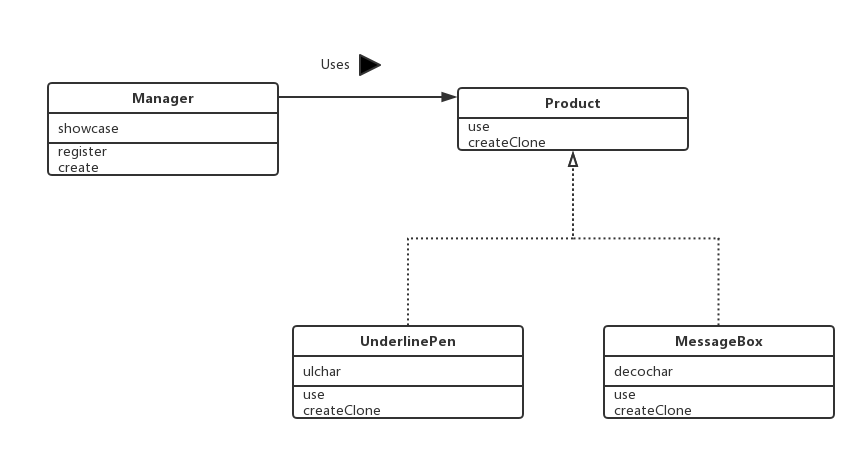 Uses
Manager
showcase
register
create
Product
use
createClone
UnderlinePen
ulchar
use
createClone
MessageBox
decochar
use
createClone